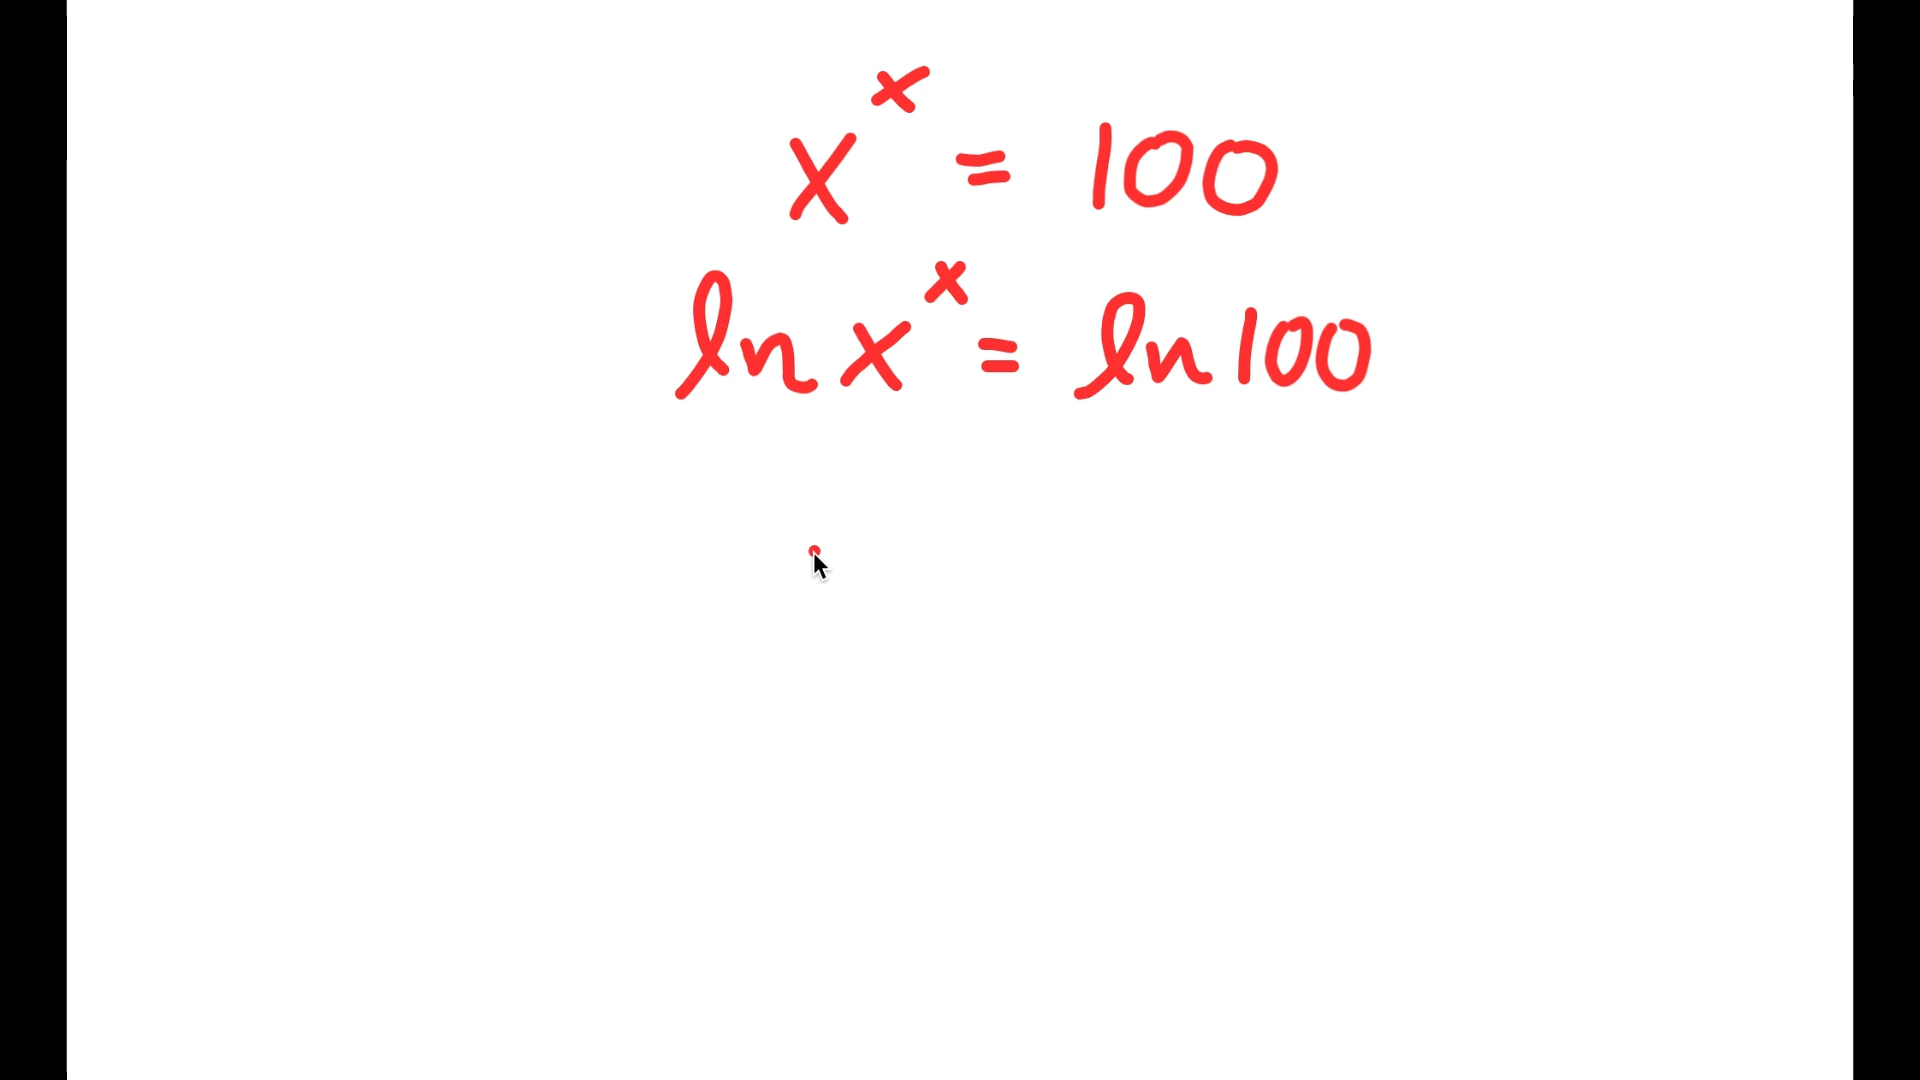 x^x = 100
ln x^x = ln 100